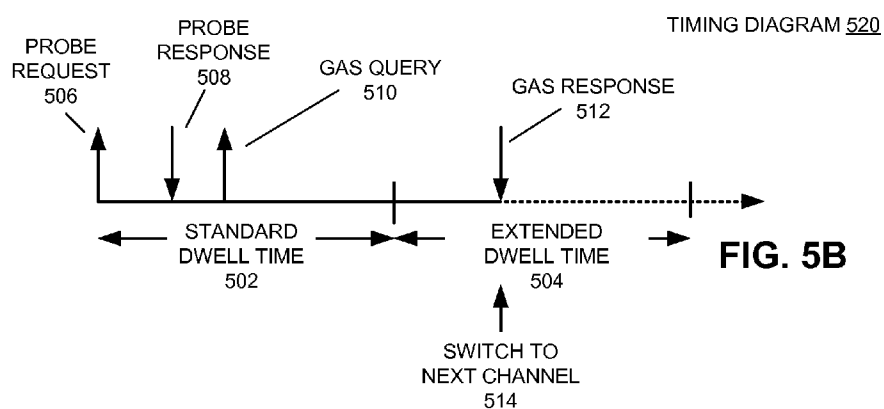 TIMING DIAGRAM 520
PROBE
REQUEST
506
PROBE
RESPONSE
508
GAS QUERY
510
GAS RESPONSE
512
STANDARD
DWELL TIME
502
EXTENDED
DWELL TIME
504
FIG. 5B
SWITCH TO
NEXT CHANNEL
514